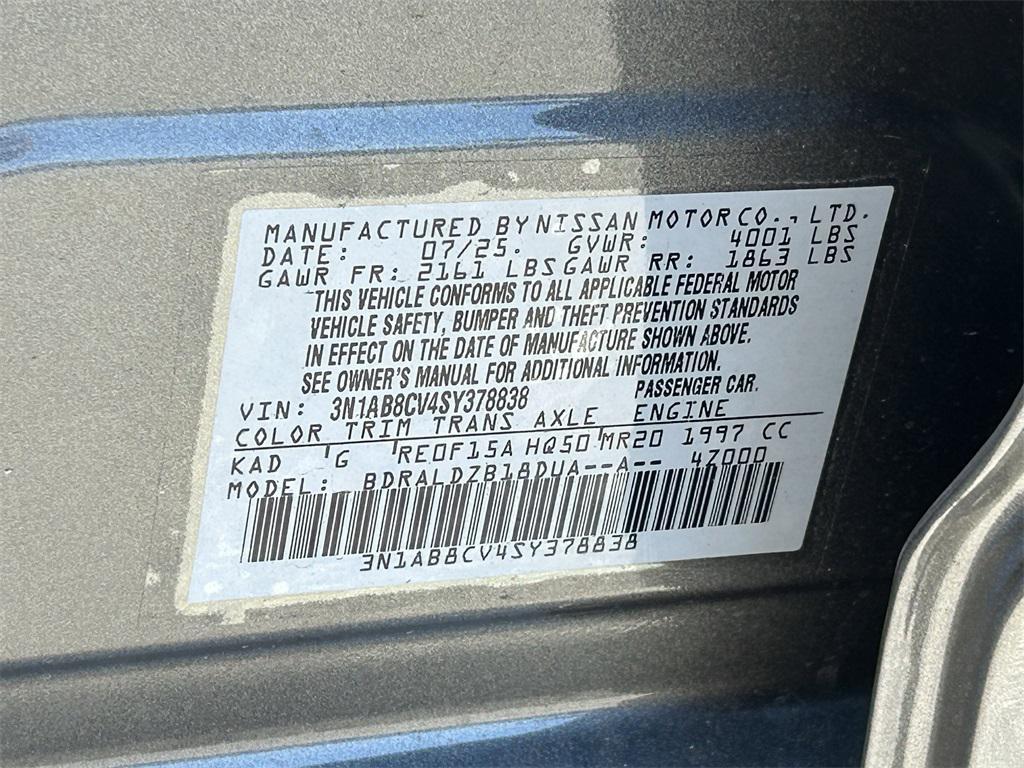 MANUFACTURED BY NISSAN MOTOR CO., LTD.
DATE: 07/25. GVWR: 4001 LBS
GAWR FR: 2161 LBS GAWR RR: 1863 LBS
THIS VEHICLE CONFORMS TO ALL APPLICABLE FEDERAL MOTOR
VEHICLE SAFETY, BUMPER AND THEFT PREVENTION STANDARDS
IN EFFECT ON THE DATE OF MANUFACTURE SHOWN ABOVE.
SEE OWNER'S MANUAL FOR ADDITIONAL INFORMATION.
VIN: 3N1AB8CV4SY378838 PASSENGER CAR.
COLOR TRIM TRANS AXLE ENGINE
KAD 'G 'RE0F15A HQ50'MR20 1997 CC
MODEL: BDRALDZB18DUA--A-- 4Z000
3N1AB8CV4SY378838